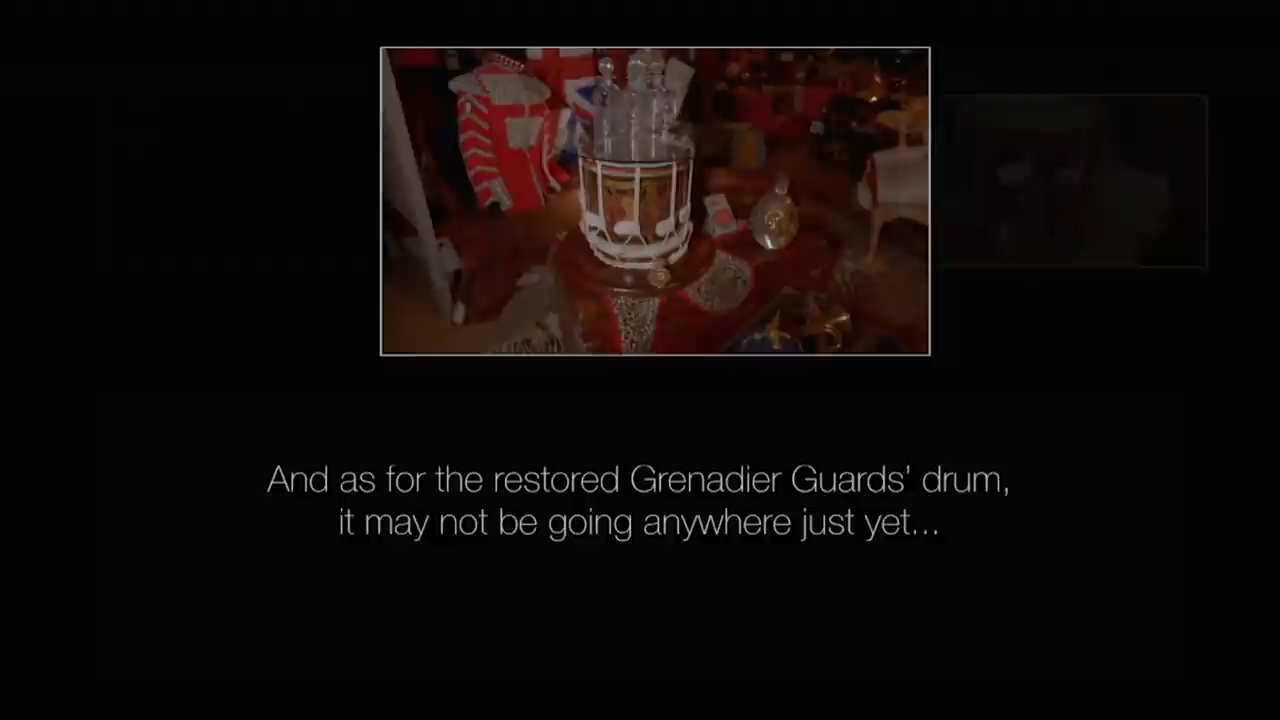 And as for the restored Grenadier Guards’ drum,
it may not be going anywhere just yet...